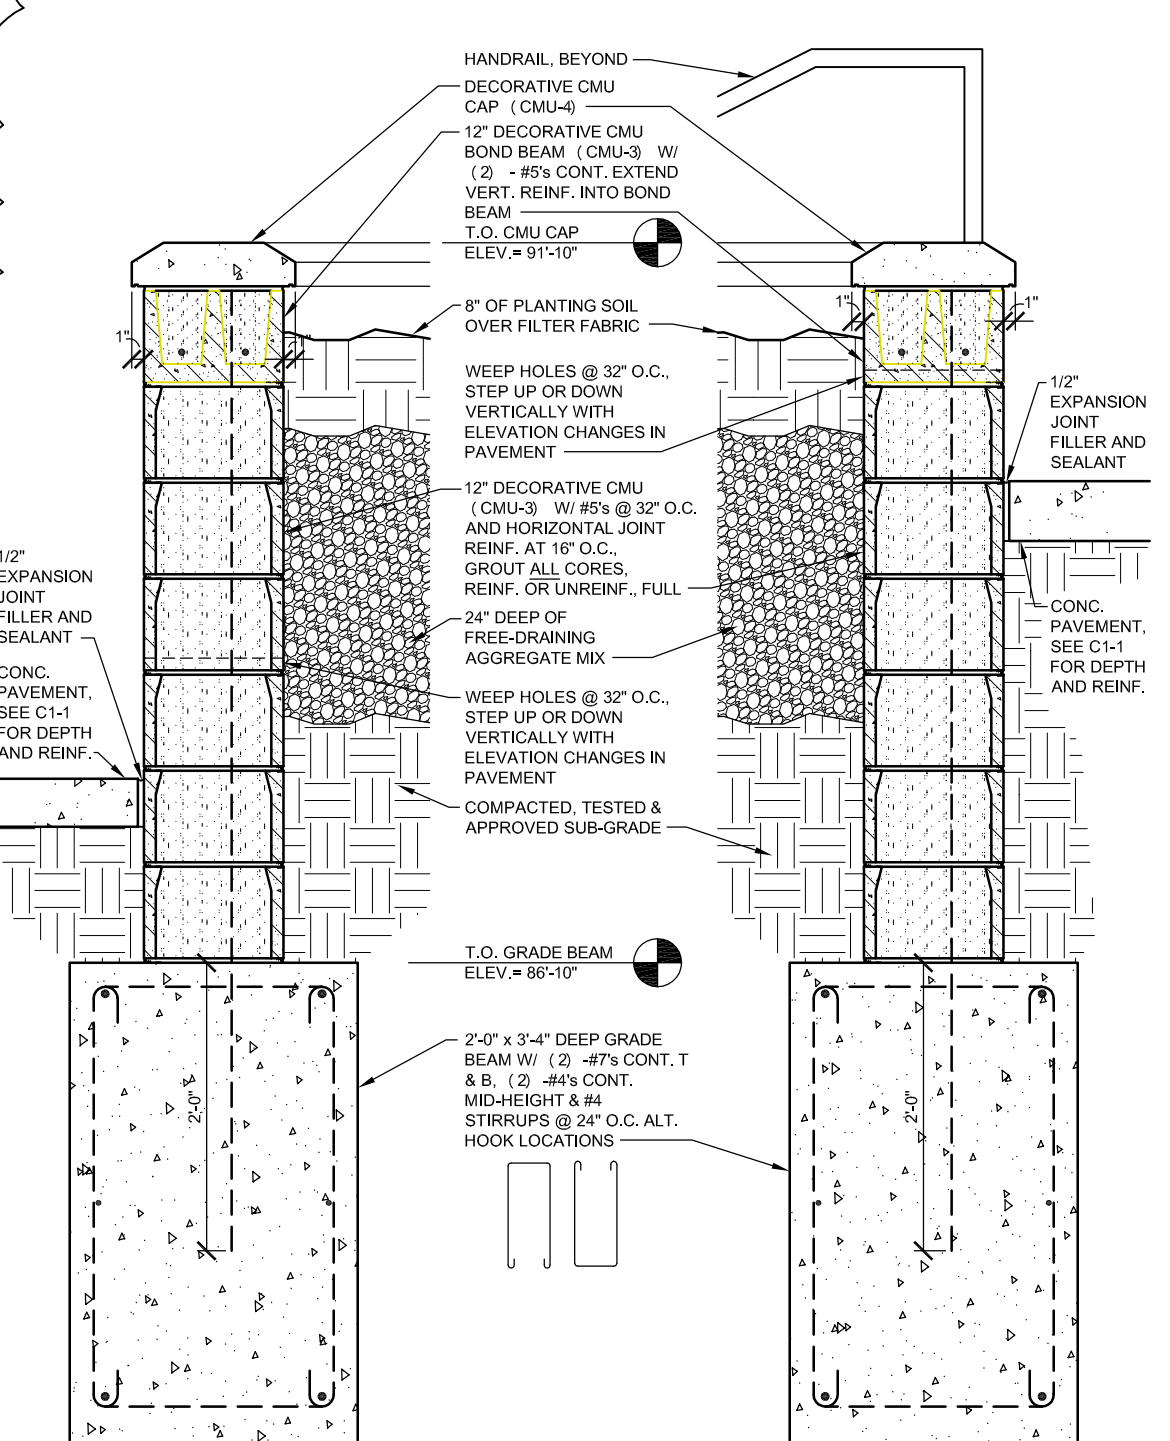 HANDRAIL, BEYOND
DECORATIVE CMU
CAP (CMU-4)
12" DECORATIVE CMU
BOND BEAM (CMU-3) W/
(2) - #5's CONT. EXTEND
VERT. REINF. INTO BOND
BEAM
T.O. CMU CAP
ELEV.= 91'-10"
8" OF PLANTING SOIL
OVER FILTER FABRIC
1"
1"
1"
1"
WEEP HOLES @ 32" O.C.,
STEP UP OR DOWN
VERTICALLY WITH
ELEVATION CHANGES IN
PAVEMENT
1/2"
EXPANSION
JOINT
FILLER AND
SEALANT
12" DECORATIVE CMU
(CMU-3) W/ #5's @ 32" O.C.
AND HORIZONTAL JOINT
REINF. AT 16" O.C.,
GROUT ALL CORES,
REINF. OR UNREINF., FULL
1/2"
EXPANSION
JOINT
FILLER AND
SEALANT
24" DEEP OF
FREE-DRAINING
AGGREGATE MIX
CONC.
PAVEMENT,
SEE C1-1
FOR DEPTH
AND REINF.
CONC.
PAVEMENT,
SEE C1-1
FOR DEPTH
AND REINF.
WEEP HOLES @ 32" O.C.,
STEP UP OR DOWN
VERTICALLY WITH
ELEVATION CHANGES IN
PAVEMENT
COMPACTED, TESTED &
APPROVED SUB-GRADE
T.O. GRADE BEAM
ELEV.= 86'-10"
2'-0" x 3'-4" DEEP GRADE
BEAM W/ (2) -#7's CONT. T
& B, (2) -#4's CONT.
MID-HEIGHT & #4
STIRRUPS @ 24" O.C. ALT.
HOOK LOCATIONS
2'-0"
2'-0"